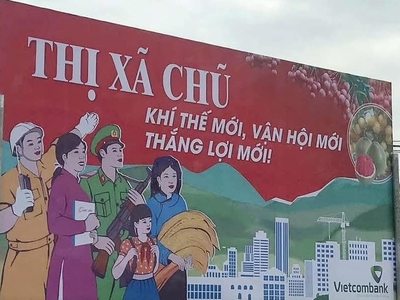 THỊ XÃ CHŨ
KHÍ THẾ MỚI, VẬN HỘI MỚI
THẮNG LỢI MỚI!
Vietcombank